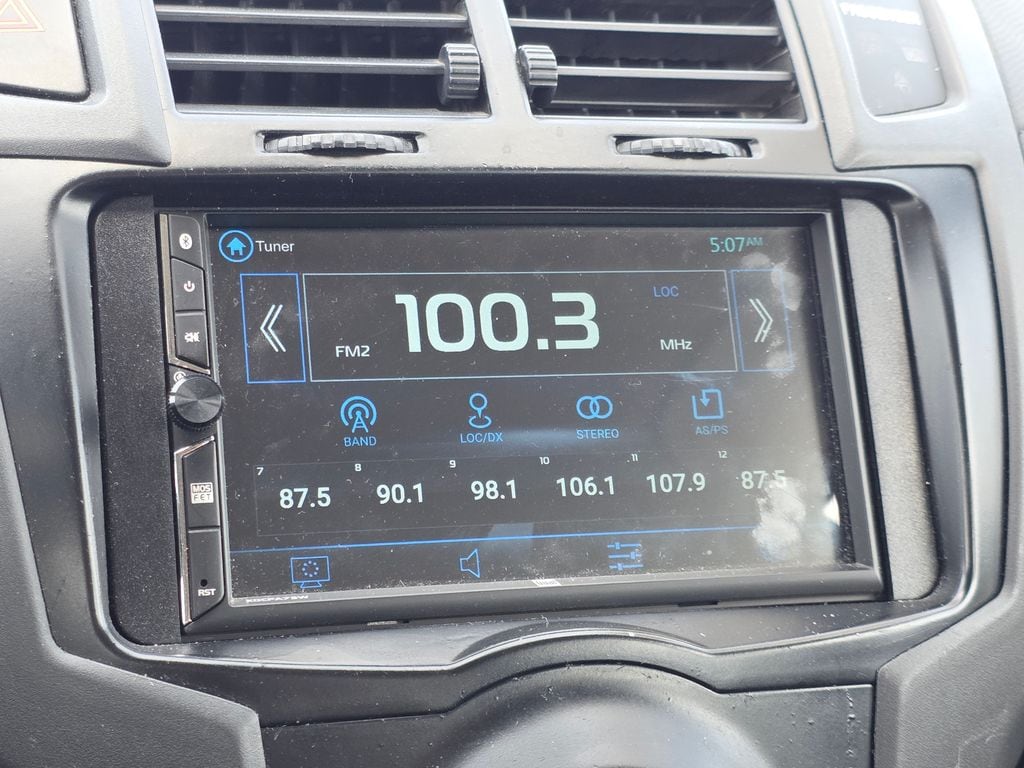 Tuner
5:07AM
LOC
100.3
FM2
MHz
BAND
LOC/DX
STEREO
AS/PS
7 8 9 10 11 12
87.5 90.1 98.1 106.1 107.9 87.5
MOS
FET
RST